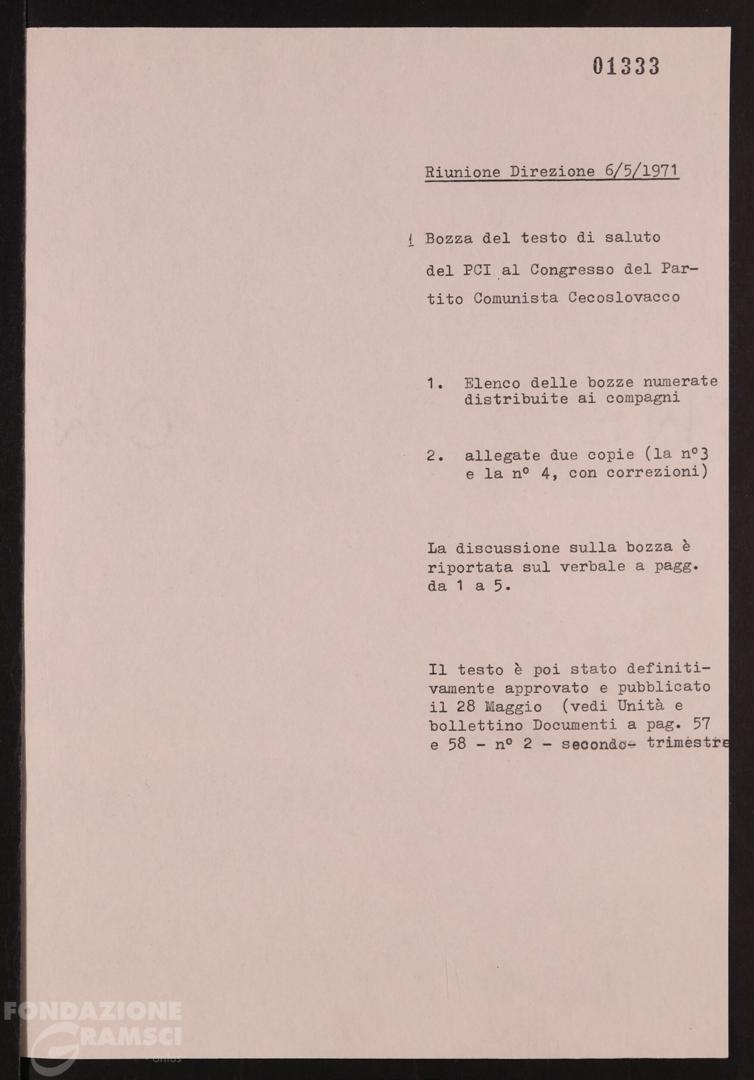 01333
Riunione Direzione 6/5/1971
1 Bozza del testo di saluto
del PCI al Congresso del Par-
tito Comunista Cecoslovacco
1. Elenco delle bozze numerate
distribuite ai compagni
2. allegate due copie (la n°3
e la n° 4, con correzioni)
La discussione sulla bozza è
riportata sul verbale a pagg.
da 1 a 5.
Il testo è poi stato definiti-
vamente approvato e pubblicato
il 28 Maggio (vedi Unità e
bollettino Documenti a pag. 57
e 58 - n° 2 - secondo- trimestre
FONDAZIONE
GRAMSCI
onlus